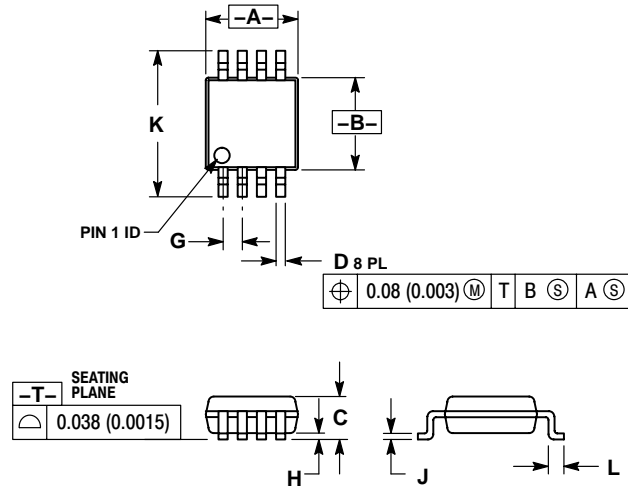 –A–
K
–B–
PIN 1 ID
G
D 8 PL
⌖ 0.08 (0.003) Ⓜ T B Ⓢ A Ⓢ
–T– SEATING PLANE
⌓ 0.038 (0.0015)
C
H
J
L